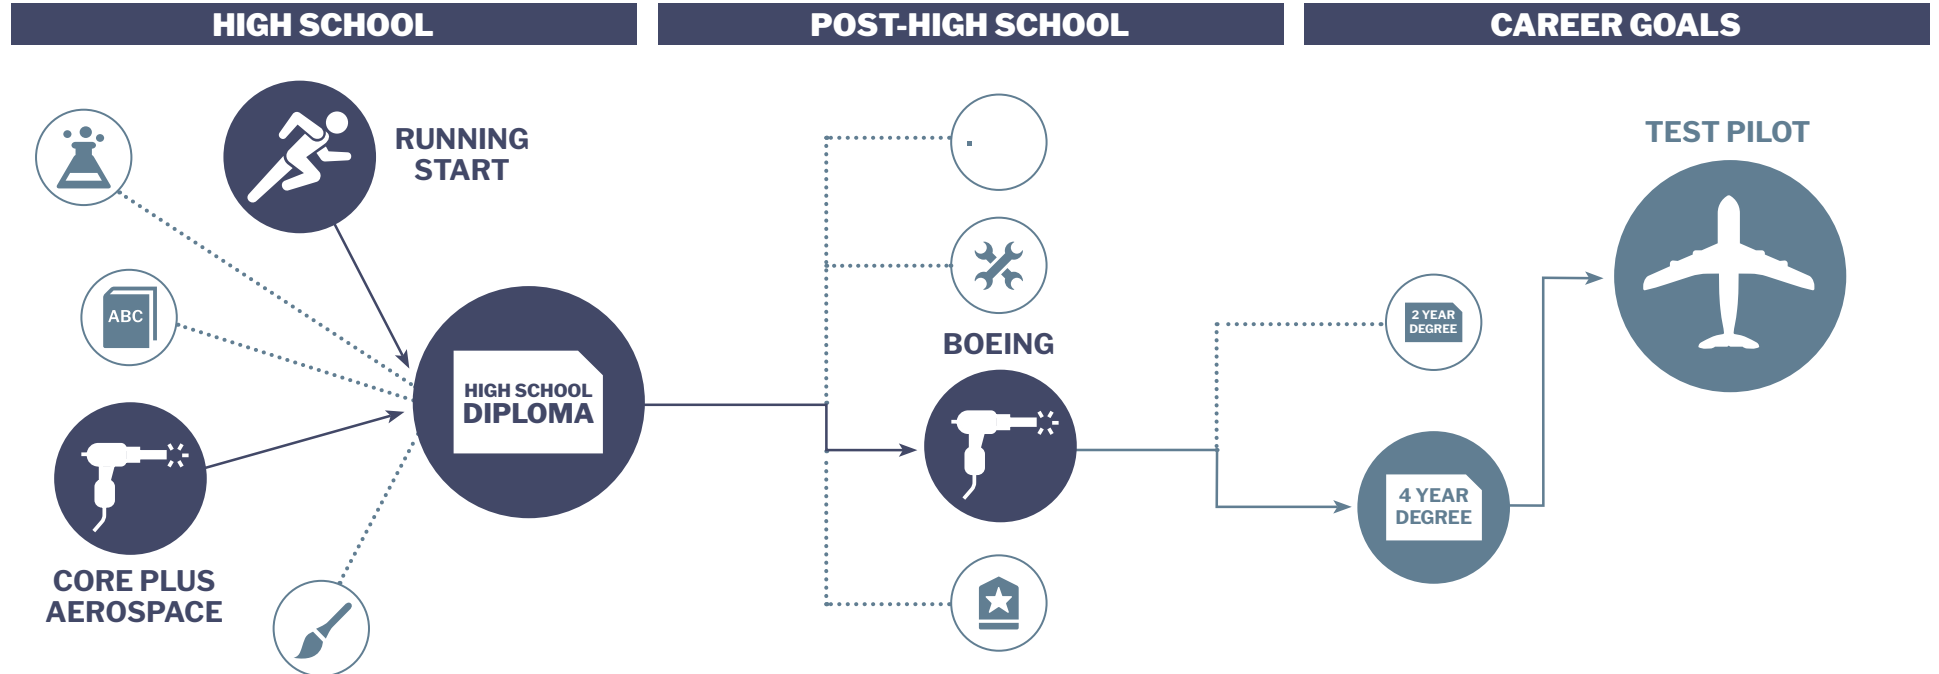 HIGH SCHOOL
POST-HIGH SCHOOL
CAREER GOALS
RUNNING
START
ABC
HIGH SCHOOL
DIPLOMA
CORE PLUS
AEROSPACE
BOEING
2 YEAR
DEGREE
4 YEAR
DEGREE
TEST PILOT